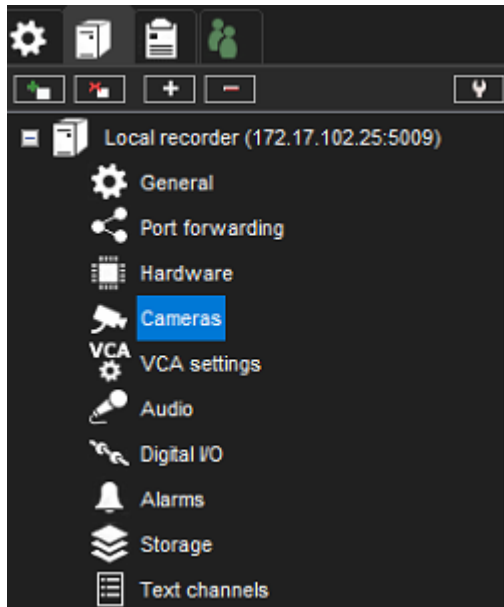 Local recorder (172.17.102.25:5009)
General
Port forwarding
Hardware
Cameras
VCA VCA settings
Audio
Digital I/O
Alarms
Storage
Text channels